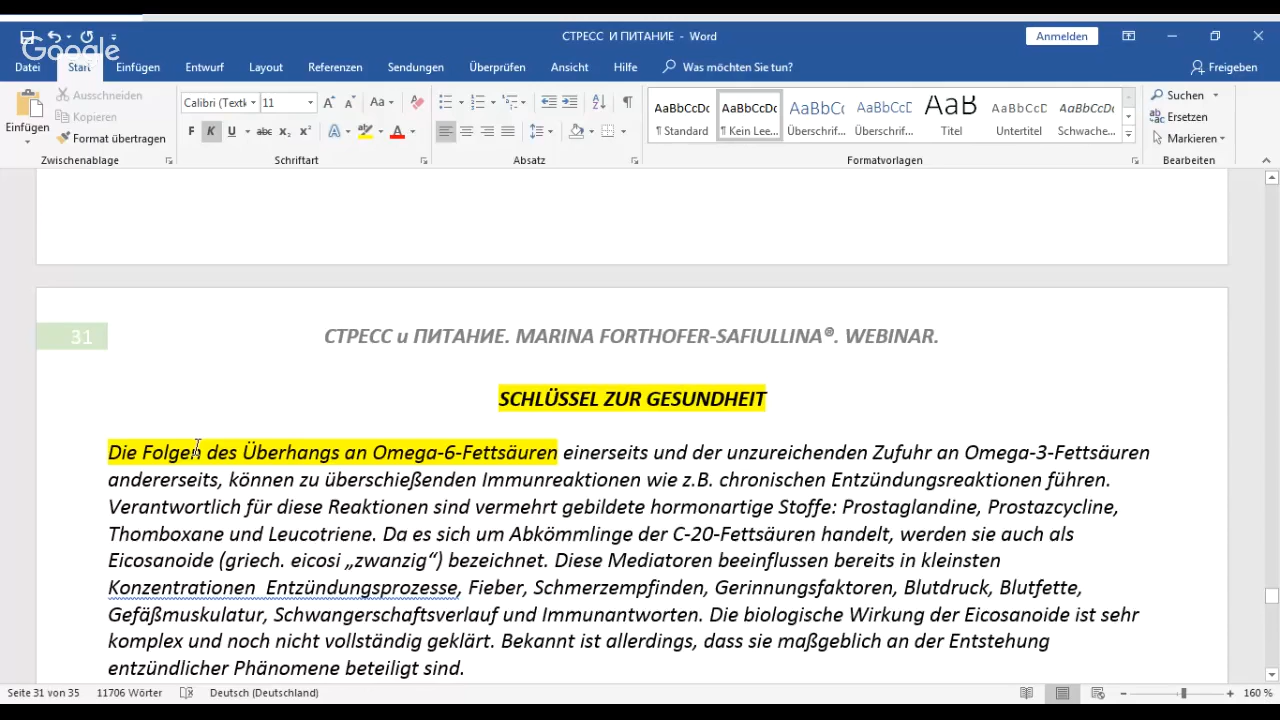 Google
СТРЕСС И ПИТАНИЕ - Word
Anmelden
Datei Start Einfügen Entwurf Layout Referenzen Sendungen Überprüfen Ansicht Hilfe Was möchten Sie tun? Freigeben
Einfügen
Ausschneiden
Kopieren
Format übertragen
Zwischenablage
Calibri (Textk 11
F K U abc x₂ x²
Schriftart
Absatz
AaBbCcDc AaBbCcDc AaBbCc AaBbCcD AaB AaBbCcD AaBbCcDc
¶ Standard ¶ Kein Lee... Überschrif... Überschrif... Titel Untertitel Schwache...
Formatvorlagen
Suchen
Ersetzen
Markieren
Bearbeiten
31
СТРЕСС и ПИТАНИЕ. MARINA FORTHOFER-SAFIULLINA®. WEBINAR.
SCHLÜSSEL ZUR GESUNDHEIT
Die Folgen des Überhangs an Omega-6-Fettsäuren einerseits und der unzureichenden Zufuhr an Omega-3-Fettsäuren
andererseits, können zu überschießenden Immunreaktionen wie z.B. chronischen Entzündungsreaktionen führen.
Verantwortlich für diese Reaktionen sind vermehrt gebildete hormonartige Stoffe: Prostaglandine, Prostazcycline,
Thomboxane und Leucotriene. Da es sich um Abkömmlinge der C-20-Fettsäuren handelt, werden sie auch als
Eicosanoide (griech. eicosi „zwanzig“) bezeichnet. Diese Mediatoren beeinflussen bereits in kleinsten
Konzentrationen Entzündungsprozesse, Fieber, Schmerzempfinden, Gerinnungsfaktoren, Blutdruck, Blutfette,
Gefäßmuskulatur, Schwangerschaftsverlauf und Immunantworten. Die biologische Wirkung der Eicosanoide ist sehr
komplex und noch nicht vollständig geklärt. Bekannt ist allerdings, dass sie maßgeblich an der Entstehung
entzündlicher Phänomene beteiligt sind.
Seite 31 von 35 11706 Wörter Deutsch (Deutschland) 160 %